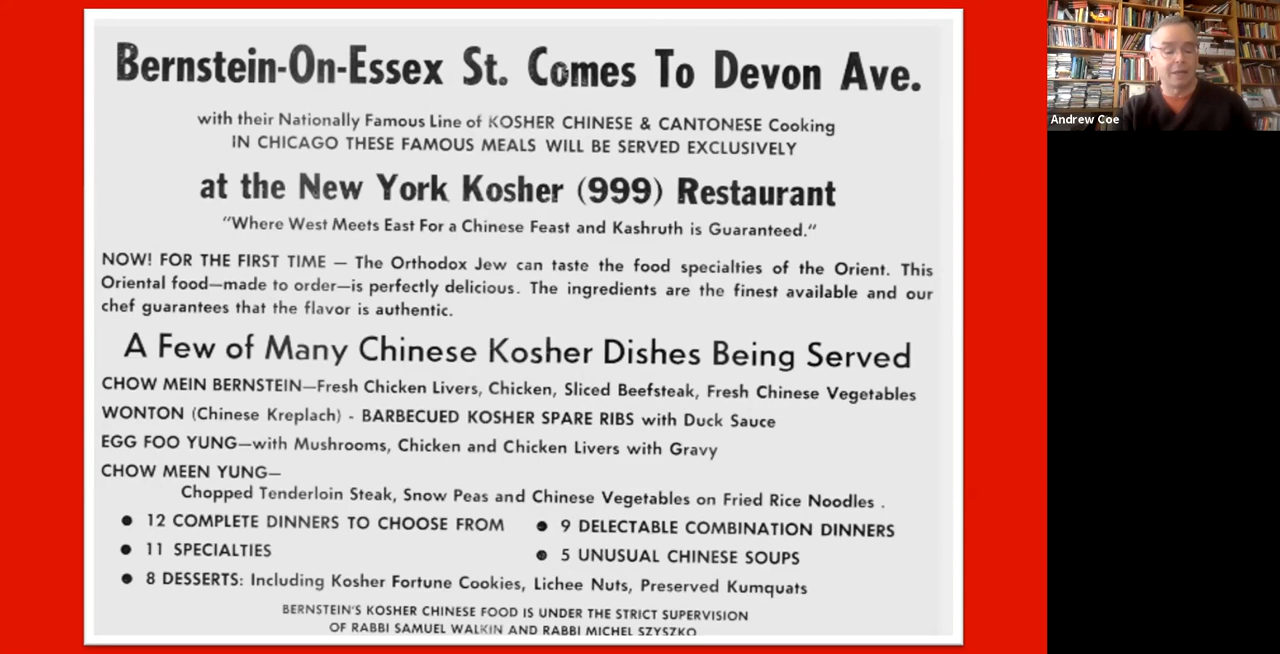 Bernstein-On-Essex St. Comes To Devon Ave.
with their Nationally Famous Line of KOSHER CHINESE & CANTONESE Cooking
IN CHICAGO THESE FAMOUS MEALS WILL BE SERVED EXCLUSIVELY
at the New York Kosher (999) Restaurant
"Where West Meets East For a Chinese Feast and Kashruth is Guaranteed."
NOW! FOR THE FIRST TIME — The Orthodox Jew can taste the food specialties of the Orient. This
Oriental food—made to order—is perfectly delicious. The ingredients are the finest available and our
chef guarantees that the flavor is authentic.
A Few of Many Chinese Kosher Dishes Being Served
CHOW MEIN BERNSTEIN—Fresh Chicken Livers, Chicken, Sliced Beefsteak, Fresh Chinese Vegetables
WONTON (Chinese Kreplach) - BARBECUED KOSHER SPARE RIBS with Duck Sauce
EGG FOO YUNG—with Mushrooms, Chicken and Chicken Livers with Gravy
CHOW MEEN YUNG—
Chopped Tenderloin Steak, Snow Peas and Chinese Vegetables on Fried Rice Noodles .
● 12 COMPLETE DINNERS TO CHOOSE FROM
● 9 DELECTABLE COMBINATION DINNERS
● 11 SPECIALTIES
● 5 UNUSUAL CHINESE SOUPS
● 8 DESSERTS: Including Kosher Fortune Cookies, Lichee Nuts, Preserved Kumquats
BERNSTEIN'S KOSHER CHINESE FOOD IS UNDER THE STRICT SUPERVISION
OF RABBI SAMUEL WALKIN AND RABBI MICHEL SZYSZKO
Andrew Coe